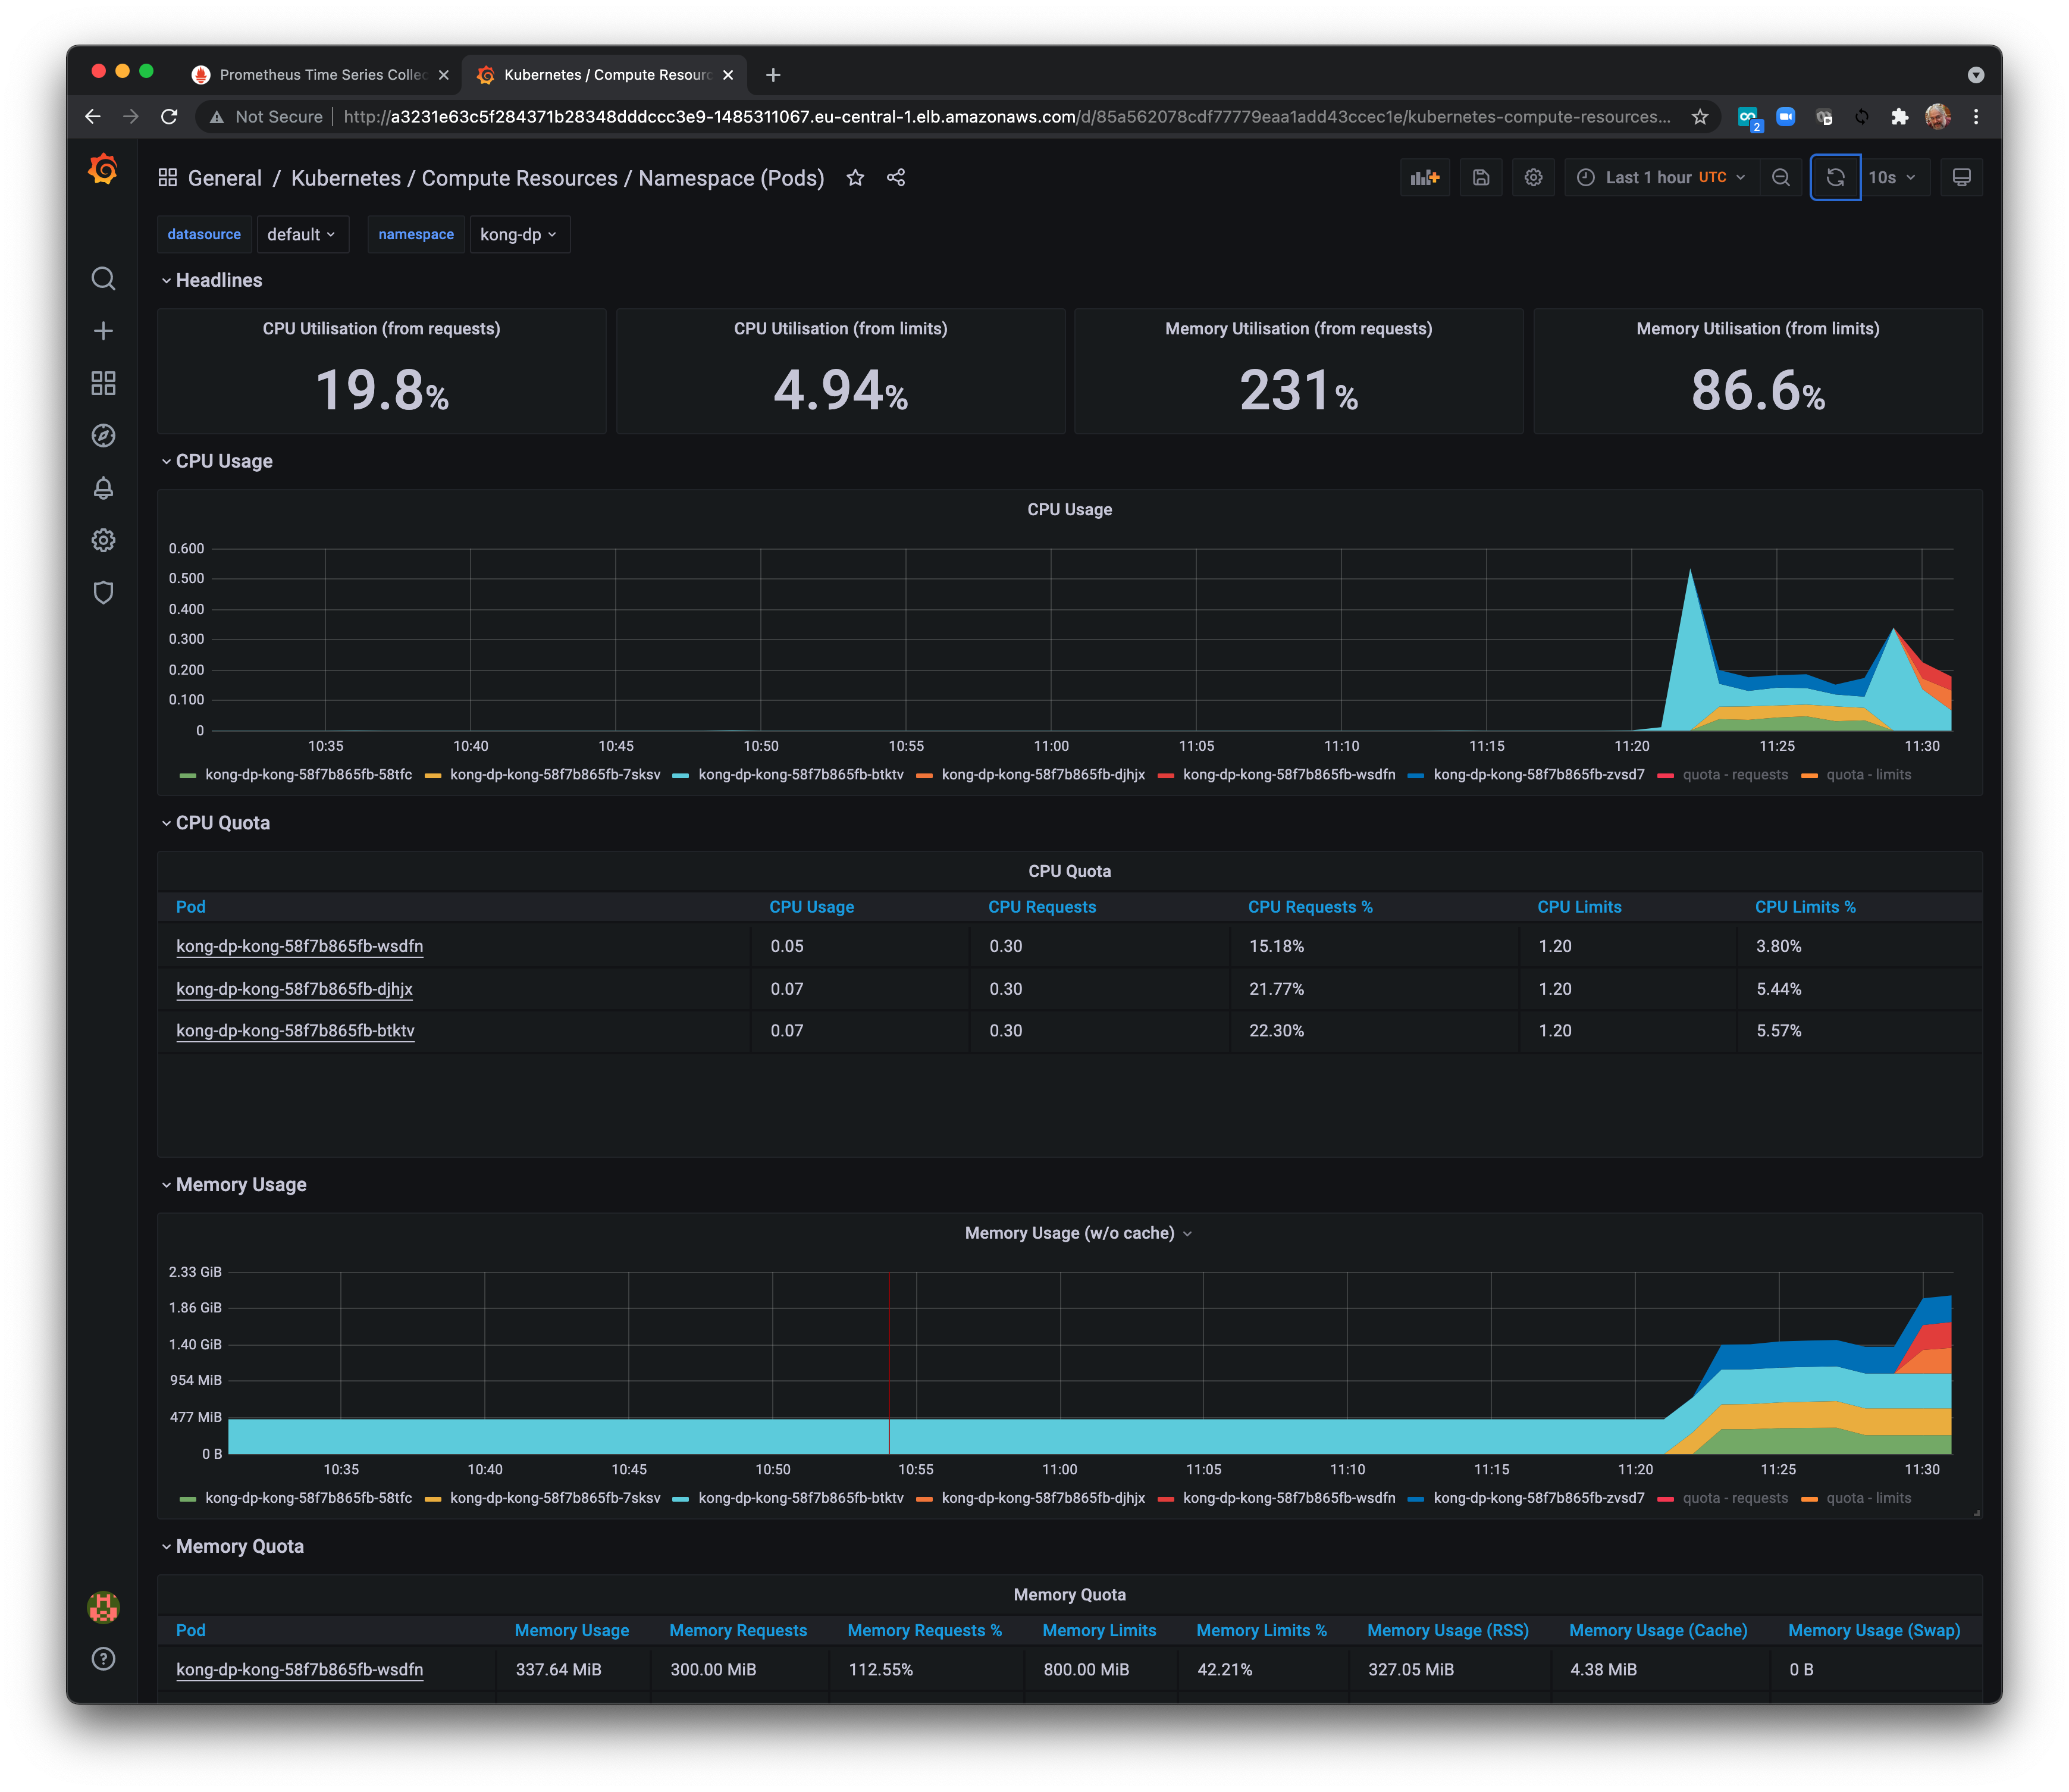 Prometheus Time Series Collec
Kubernetes / Compute Resourc
Not Secure | http://a3231e63c5f284371b28348dddccc3e9-1485311067.eu-central-1.elb.amazonaws.com/d/85a562078cdf77779eaa1add43ccec1e/kubernetes-compute-resources...
2
General / Kubernetes / Compute Resources / Namespace (Pods)
Last 1 hour UTC
10s
datasource default namespace kong-dp
Headlines
CPU Utilisation (from requests)
19.8%
CPU Utilisation (from limits)
4.94%
Memory Utilisation (from requests)
231%
Memory Utilisation (from limits)
86.6%
CPU Usage
CPU Usage
0.600
0.500
0.400
0.300
0.200
0.100
0
10:35 10:40 10:45 10:50 10:55 11:00 11:05 11:10 11:15 11:20 11:25 11:30
kong-dp-kong-58f7b865fb-58tfc kong-dp-kong-58f7b865fb-7sksv kong-dp-kong-58f7b865fb-btktv kong-dp-kong-58f7b865fb-djhjx kong-dp-kong-58f7b865fb-wsdfn kong-dp-kong-58f7b865fb-zvsd7 quota - requests quota - limits
CPU Quota
CPU Quota
Pod CPU Usage CPU Requests CPU Requests % CPU Limits CPU Limits %
kong-dp-kong-58f7b865fb-wsdfn 0.05 0.30 15.18% 1.20 3.80%
kong-dp-kong-58f7b865fb-djhjx 0.07 0.30 21.77% 1.20 5.44%
kong-dp-kong-58f7b865fb-btktv 0.07 0.30 22.30% 1.20 5.57%
Memory Usage
Memory Usage (w/o cache)
2.33 GiB
1.86 GiB
1.40 GiB
954 MiB
477 MiB
0 B
10:35 10:40 10:45 10:50 10:55 11:00 11:05 11:10 11:15 11:20 11:25 11:30
kong-dp-kong-58f7b865fb-58tfc kong-dp-kong-58f7b865fb-7sksv kong-dp-kong-58f7b865fb-btktv kong-dp-kong-58f7b865fb-djhjx kong-dp-kong-58f7b865fb-wsdfn kong-dp-kong-58f7b865fb-zvsd7 quota - requests quota - limits
Memory Quota
Memory Quota
Pod Memory Usage Memory Requests Memory Requests % Memory Limits Memory Limits % Memory Usage (RSS) Memory Usage (Cache) Memory Usage (Swap)
kong-dp-kong-58f7b865fb-wsdfn 337.64 MiB 300.00 MiB 112.55% 800.00 MiB 42.21% 327.05 MiB 4.38 MiB 0 B